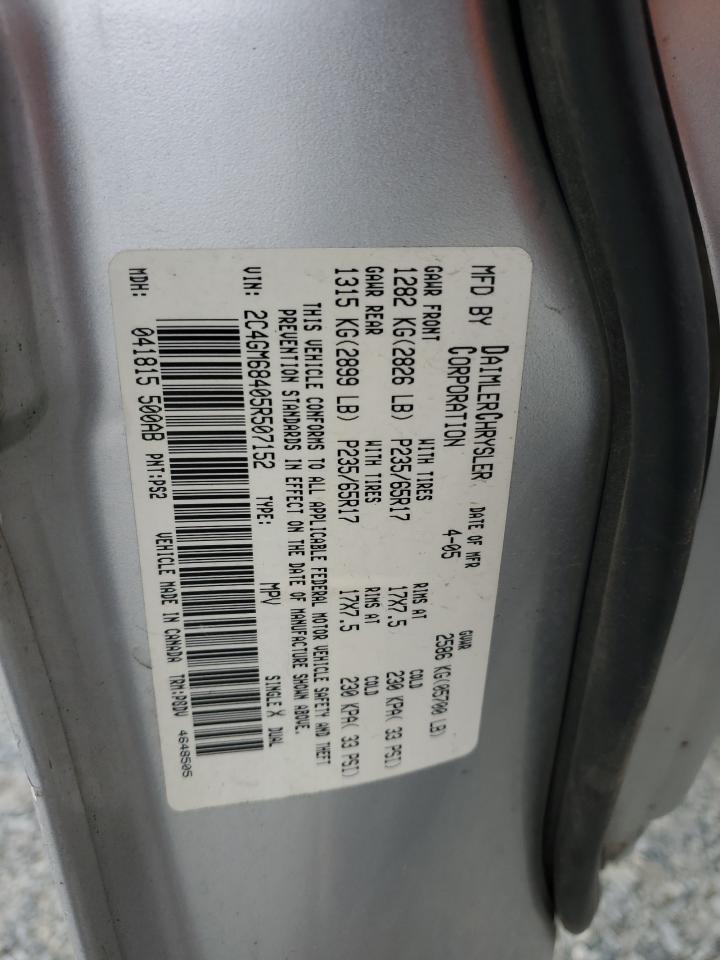 MFD BY DAIMLERCHRYSLER CORPORATION DATE OF MFR 4-05 GVWR 2586 KG(05700 LB)
GAWR FRONT WITH TIRES RIMS AT COLD
1282 KG(2826 LB) P235/65R17 17X7.5 230 KPA( 33 PSI)
GAWR REAR WITH TIRES RIMS AT COLD
1315 KG(2899 LB) P235/65R17 17X7.5 230 KPA( 33 PSI)
THIS VEHICLE CONFORMS TO ALL APPLICABLE FEDERAL MOTOR VEHICLE SAFETY AND THEFT
PREVENTION STANDARDS IN EFFECT ON THE DATE OF MANUFACTURE SHOWN ABOVE.
VIN: 2C4GM68405R507152 TYPE: MPV SINGLE X DUAL
MDH: 041815 500AB PNT:PS2 VEHICLE MADE IN CANADA TRM:P8DV 4648505